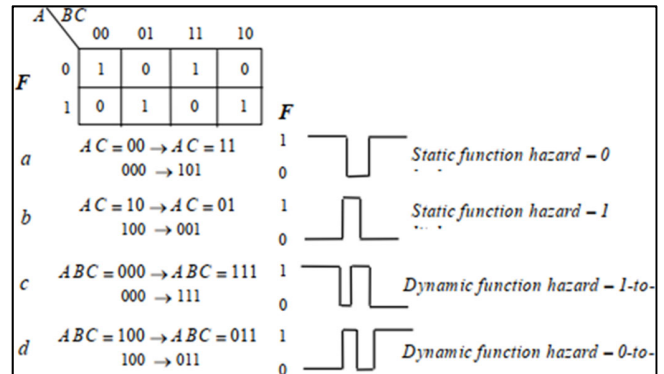 A BC
00 01 11 10
F
0 1 0 1 0
1 0 1 0 1
F
a AC = 00 → AC = 11 1 Static function hazard – 0
000 → 101 0
b AC = 10 → AC = 01 1 Static function hazard – 1
100 → 001 0
c ABC = 000 → ABC = 111 1 Dynamic function hazard – 1-to-
000 → 111 0
d ABC = 100 → ABC = 011 1 Dynamic function hazard – 0-to-
100 → 011 0